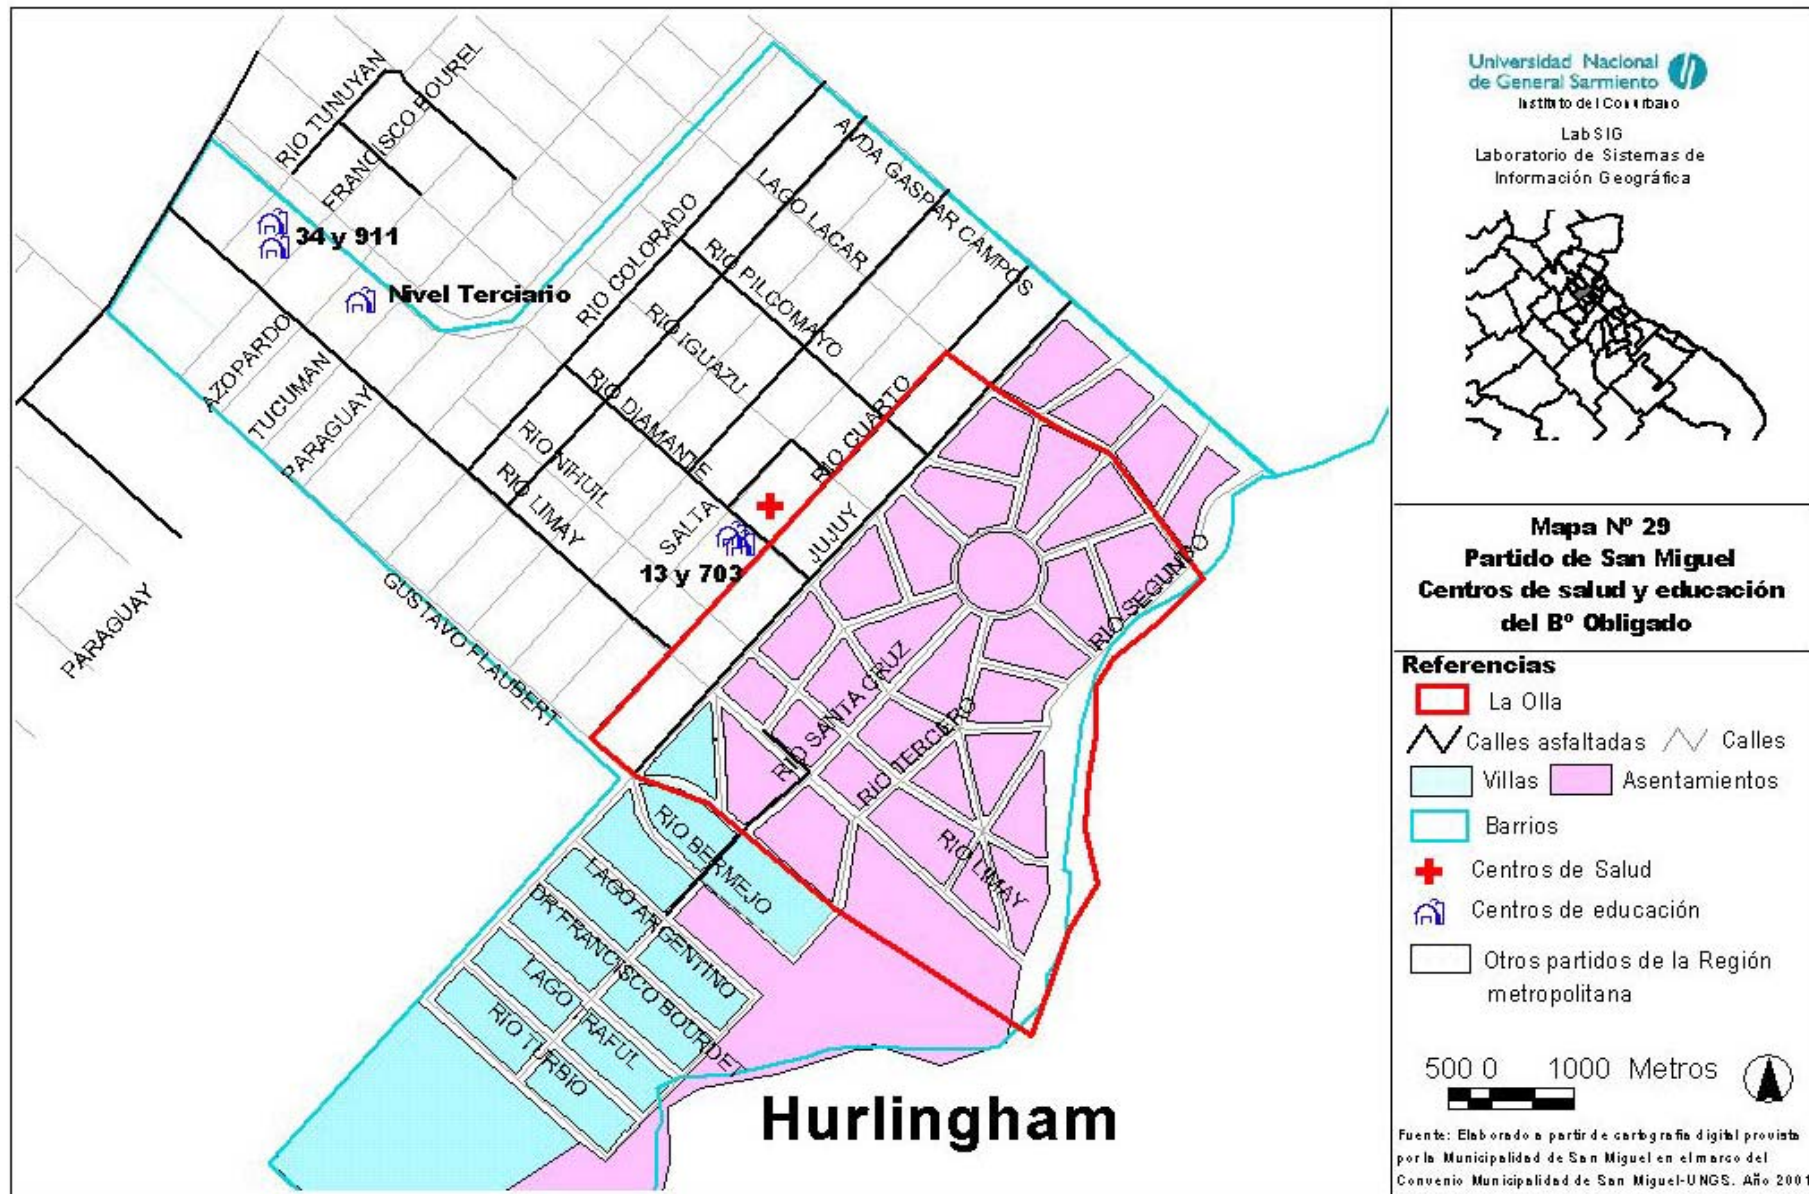 RIO TUNUYAN
FRANCISCO BOUREL
34 y 911
Nivel Terciario
AVDA GASPAR CAMPOS
LAGO LACAR
RIO COLORADO
RIO PILCOMAYO
RIO IGUAZU
AZOPARDO
TUCUMAN
PARAGUAY
RIO DIAMANTE
RIO NIHUIL
RIO LIMAY
RIO CUARTO
SALTA
JUJUY
13 y 703
PARAGUAY
GUSTAVO FLAUBERT
RIO SEGUNDO
RIO SANTA CRUZ
RIO TERCERO
RIO LIMAY
RIO BERMEJO
LAGO ARGENTINO
DR FRANCISCO BOURDET
LAGO TRAFUL
RIO TURBIO
Hurlingham
Universidad Nacional
de General Sarmiento
Instituto del Conurbano
Lab SIG
Laboratorio de Sistemas de
Información Geográfica
Mapa Nº 29
Partido de San Miguel
Centros de salud y educación
del Bº Obligado
Referencias
La Olla
Calles asfaltadas Calles
Villas Asentamientos
Barrios
Centros de Salud
Centros de educación
Otros partidos de la Región
metropolitana
500 0 1000 Metros
Fuente: Elaborado a partir de cartografía digital provista
por la Municipalidad de San Miguel en el marco del
Convenio Municipalidad de San Miguel-UNGS. Año 2001